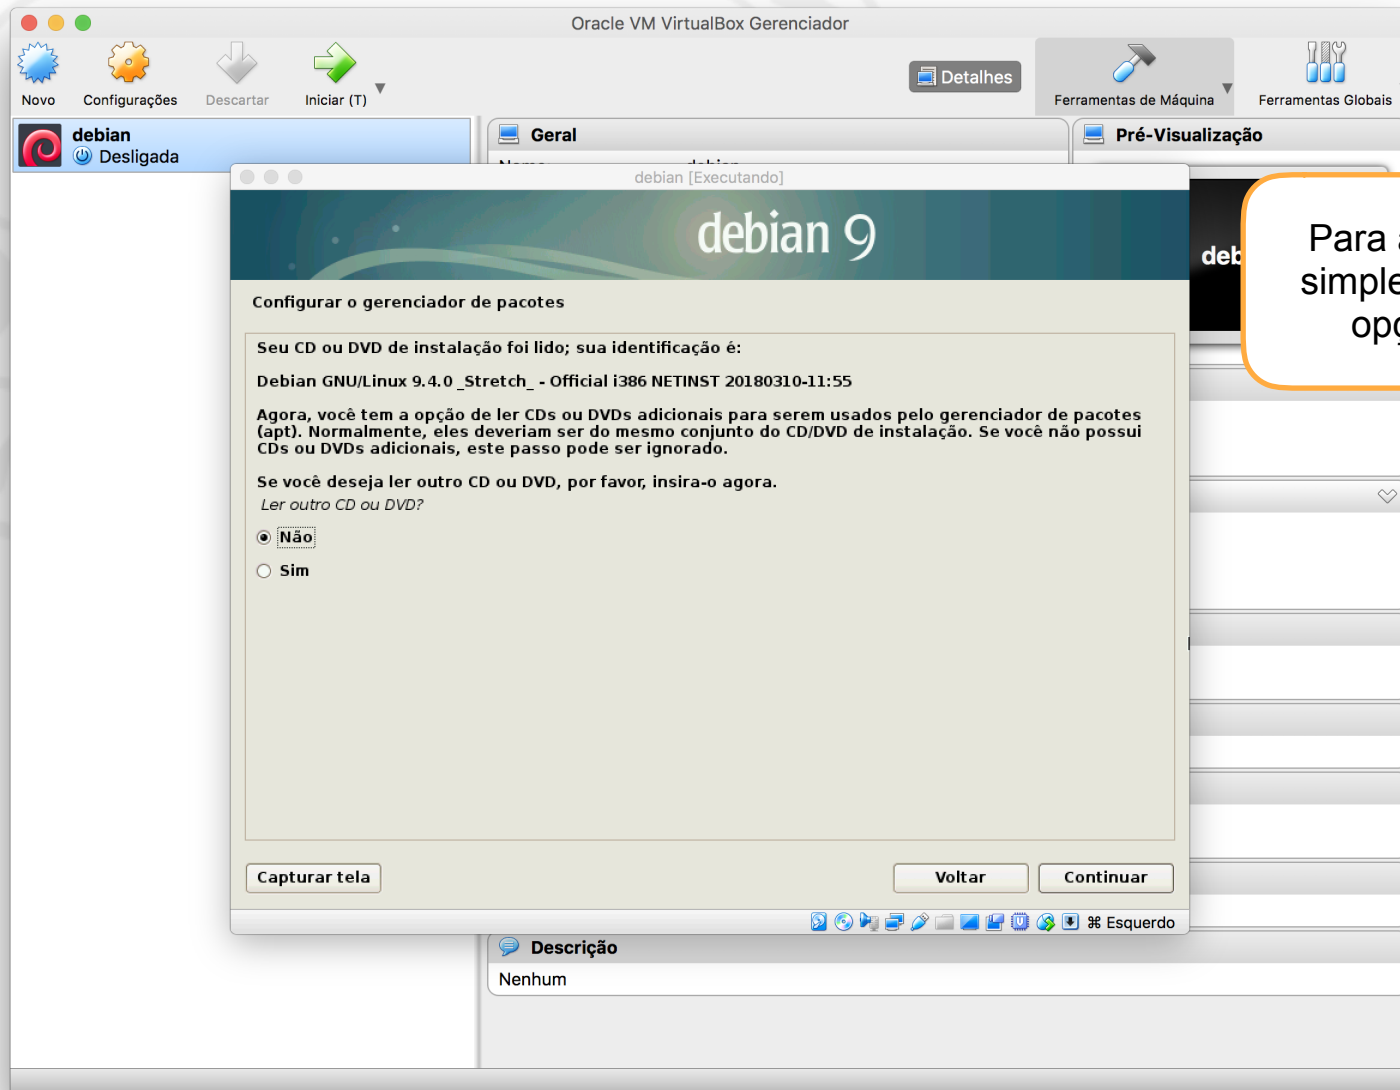 Oracle VM VirtualBox Gerenciador
Novo
Configurações
Descartar
Iniciar (T)
Detalhes
Ferramentas de Máquina
Ferramentas Globais
debian
Desligada
Geral
Pré-Visualização
debian [Executando]
debian 9
Configurar o gerenciador de pacotes
Seu CD ou DVD de instalação foi lido; sua identificação é:
Debian GNU/Linux 9.4.0 _Stretch_ - Official i386 NETINST 20180310-11:55
Agora, você tem a opção de ler CDs ou DVDs adicionais para serem usados pelo gerenciador de pacotes
(apt). Normalmente, eles deveriam ser do mesmo conjunto do CD/DVD de instalação. Se você não possui
CDs ou DVDs adicionais, este passo pode ser ignorado.
Se você deseja ler outro CD ou DVD, por favor, insira-o agora.
Ler outro CD ou DVD?
Não
Sim
Capturar tela
Voltar
Continuar
⌘ Esquerdo
deb
Para
simple
opç
Descrição
Nenhum